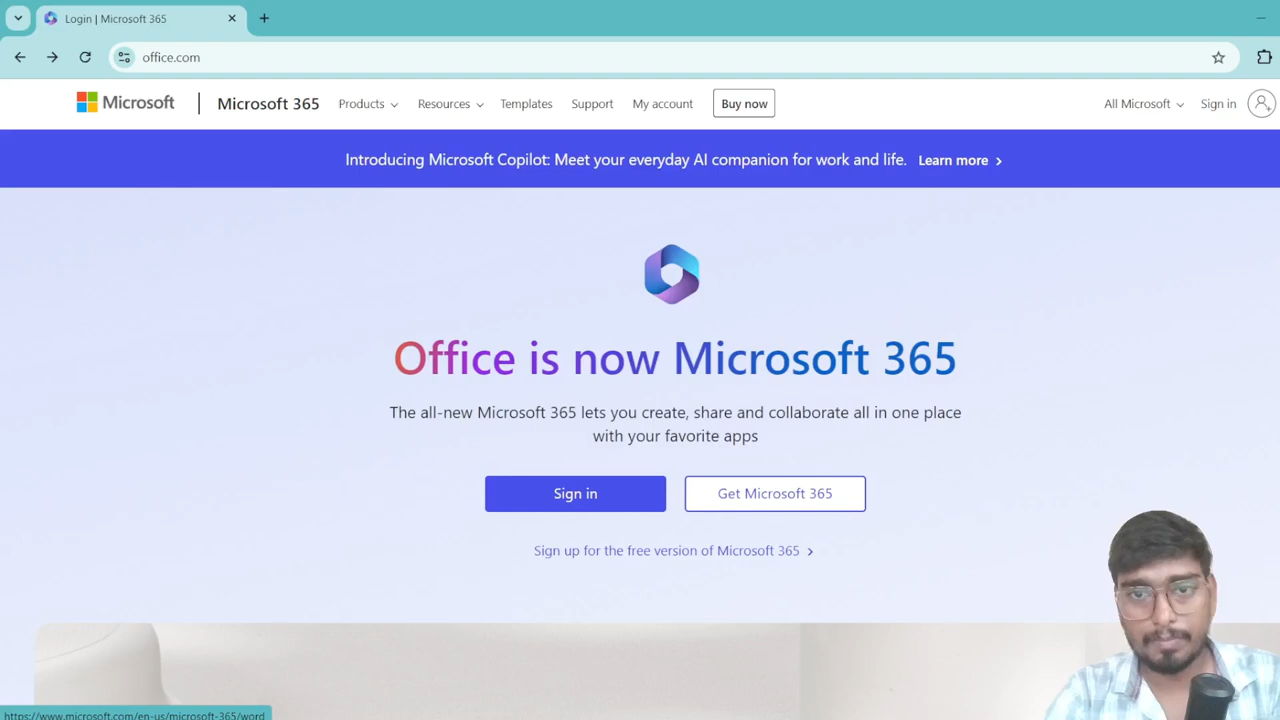 Login | Microsoft 365
office.com
Microsoft
Microsoft 365
Products
Resources
Templates
Support
My account
Buy now
All Microsoft
Sign in
Introducing Microsoft Copilot: Meet your everyday AI companion for work and life. Learn more
Office is now Microsoft 365
The all-new Microsoft 365 lets you create, share and collaborate all in one place
with your favorite apps
Sign in
Get Microsoft 365
Sign up for the free version of Microsoft 365
https://www.microsoft.com/en-us/microsoft-365/word